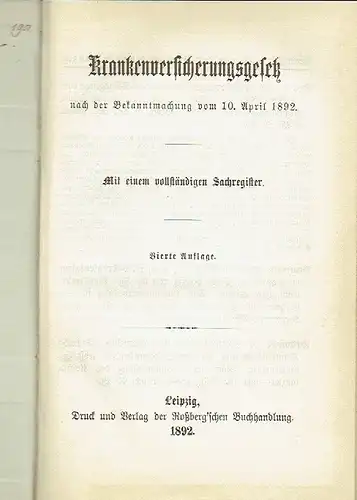 Krankenversicherungsgesetz
nach der Bekanntmachung vom 10. April 1892.
Mit einem vollständigen Sachregister.
Vierte Auflage.
Leipzig,
Druck und Verlag der Roßberg'schen Buchhandlung.
1892.